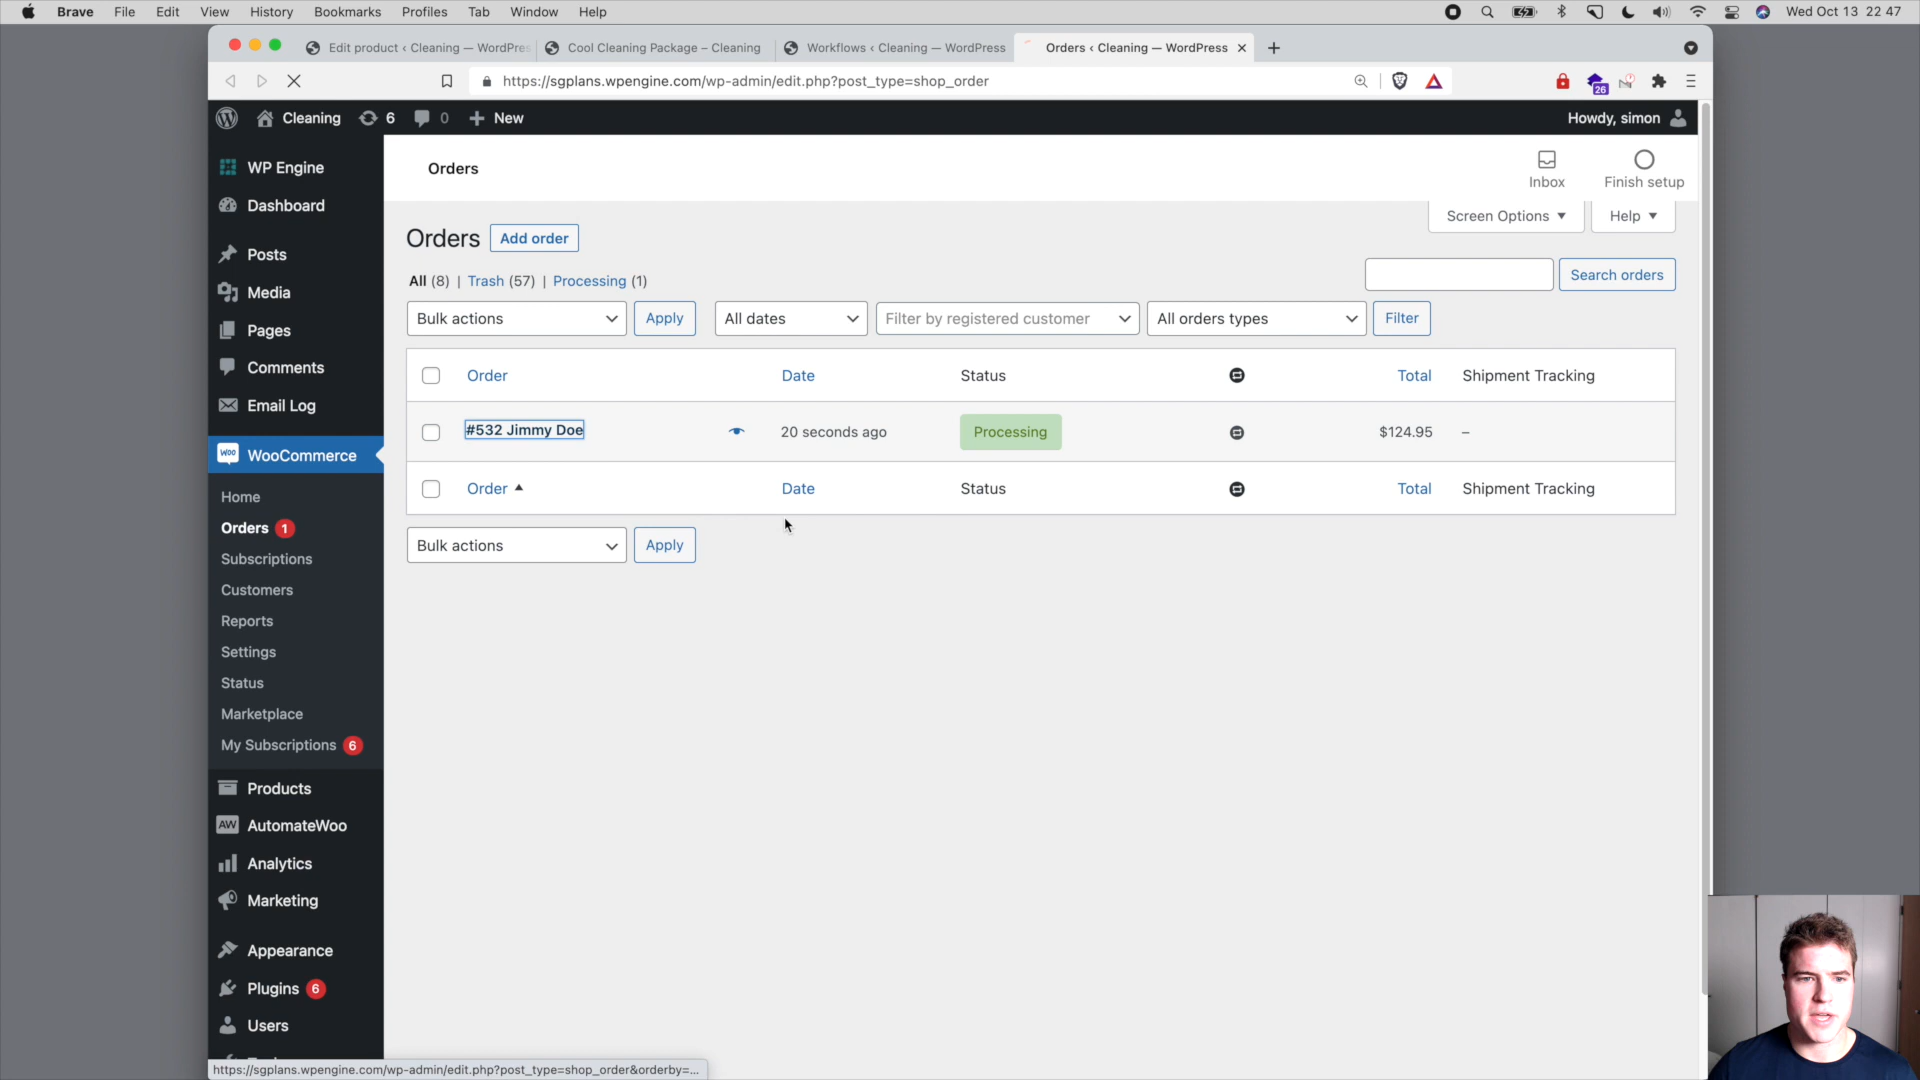 Brave File Edit View History Bookmarks Profiles Tab Window Help Wed Oct 13 22 47
Edit product ‹ Cleaning — WordPres Cool Cleaning Package – Cleaning Workflows ‹ Cleaning — WordPress Orders ‹ Cleaning — WordPress
https://sgplans.wpengine.com/wp-admin/edit.php?post_type=shop_order 26
Cleaning 6 0 New Howdy, simon
WP Engine
Dashboard
Posts
Media
Pages
Comments
Email Log
WOO WooCommerce
Home
Orders 1
Subscriptions
Customers
Reports
Settings
Status
Marketplace
My Subscriptions 6
Products
AW AutomateWoo
Analytics
Marketing
Appearance
Plugins 6
Users
Orders
Inbox Finish setup
Screen Options Help
Orders Add order
All (8) | Trash (57) | Processing (1)
Search orders
Bulk actions Apply All dates Filter by registered customer All orders types Filter
Order Date Status Total Shipment Tracking
#532 Jimmy Doe 20 seconds ago Processing $124.95 –
Order Date Status Total Shipment Tracking
Bulk actions Apply
https://sgplans.wpengine.com/wp-admin/edit.php?post_type=shop_order&orderby=...